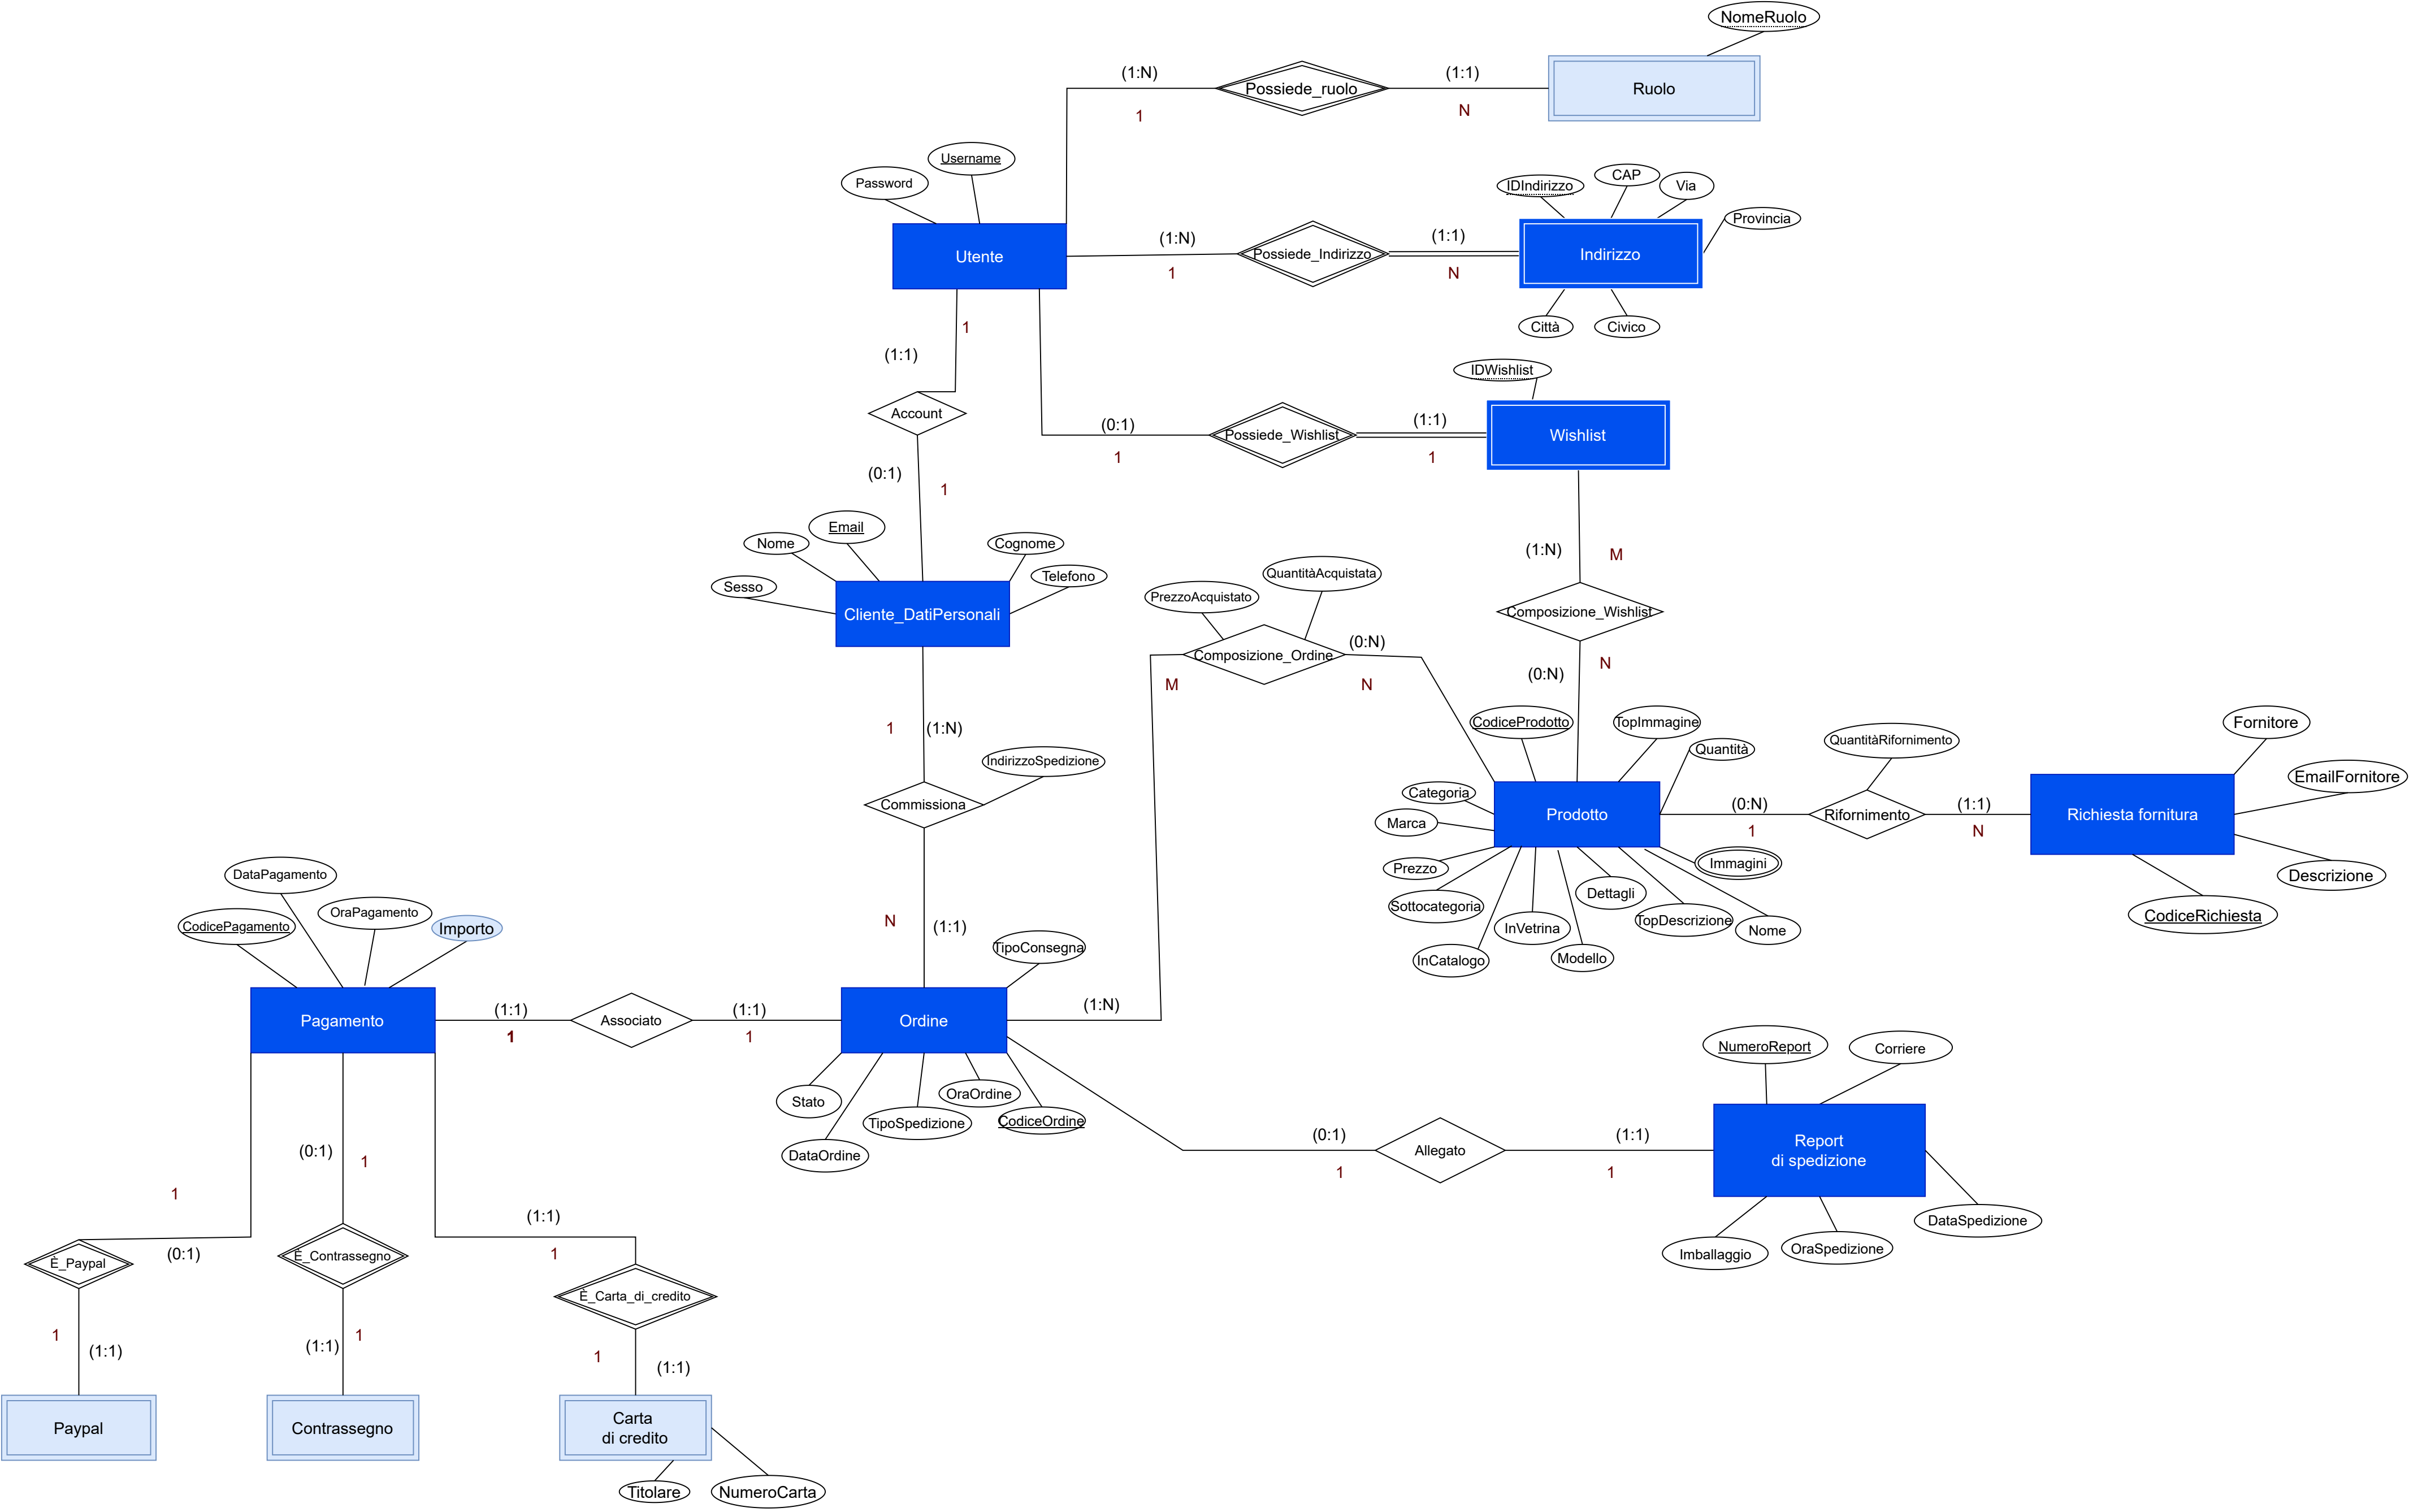 NomeRuolo
(1:N)
Possiede_ruolo
(1:1)
Ruolo
1
N
Username
Password
IDIndirizzo
CAP
Via
Provincia
Utente
(1:N)
Possiede_Indirizzo
(1:1)
Indirizzo
1
N
Città
Civico
1
(1:1)
IDWishlist
Account
(0:1)
Possiede_Wishlist
(1:1)
Wishlist
1
1
(0:1)
1
Email
Nome
Cognome
Sesso
Telefono
Cliente_DatiPersonali
(1:N)
M
Composizione_Wishlist
N
(0:N)
PrezzoAcquistato
QuantitàAcquistata
Composizione_Ordine
(0:N)
M
N
1
(1:N)
IndirizzoSpedizione
Commissiona
N
(1:1)
CodiceProdotto
TopImmagine
Quantità
Categoria
Marca
Prezzo
Sottocategoria
InCatalogo
InVetrina
Modello
Dettagli
TopDescrizione
Nome
Immagini
Prodotto
(0:N)
1
QuantitàRifornimento
Rifornimento
(1:1)
N
Richiesta fornitura
Fornitore
EmailFornitore
Descrizione
CodiceRichiesta
DataPagamento
CodicePagamento
OraPagamento
Importo
Pagamento
(1:1)
1
Associato
(1:1)
1
Ordine
TipoConsegna
(1:N)
Stato
DataOrdine
TipoSpedizione
OraOrdine
CodiceOrdine
(0:1)
1
Allegato
(1:1)
1
NumeroReport
Corriere
Report
di spedizione
Imballaggio
OraSpedizione
DataSpedizione
1
(0:1)
È_Paypal
1
(1:1)
Paypal
(0:1)
1
È_Contrassegno
(1:1)
1
Contrassegno
(1:1)
1
È_Carta_di_credito
1
(1:1)
Carta
di credito
Titolare
NumeroCarta